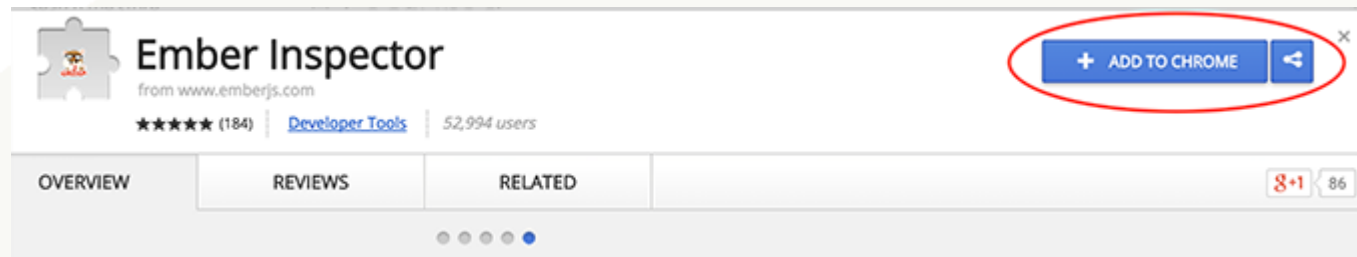 Ember Inspector
from www.emberjs.com
★★★★★ (184) Developer Tools 52,994 users
+ ADD TO CHROME
×
OVERVIEW REVIEWS RELATED
g+1 86